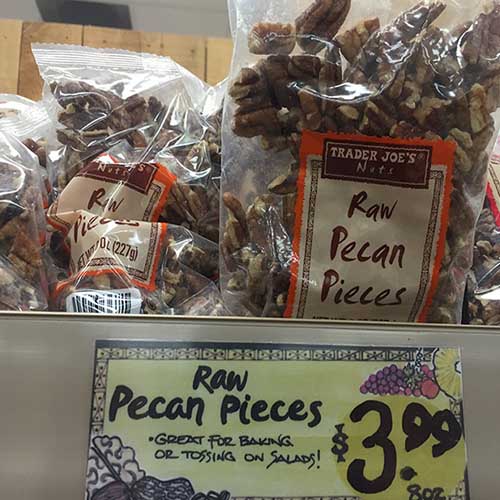 TRADER JOE'S®
Nuts
Raw
Pecan
Pieces
Raw
Pieces
(227g)
Raw
Pecan Pieces
•GREAT FOR BAKING
OR TOSSING ON SALADS!
$3.99
8oz